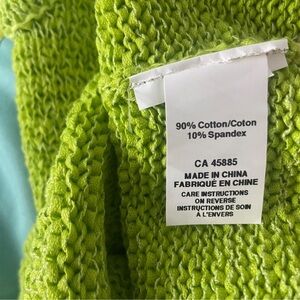 90% Cotton/Coton
10% Spandex
CA 45885
MADE IN CHINA
FABRIQUÉ EN CHINE
CARE INSTRUCTIONS
ON REVERSE
INSTRUCTIONS DE SOIN
À L'ENVERS